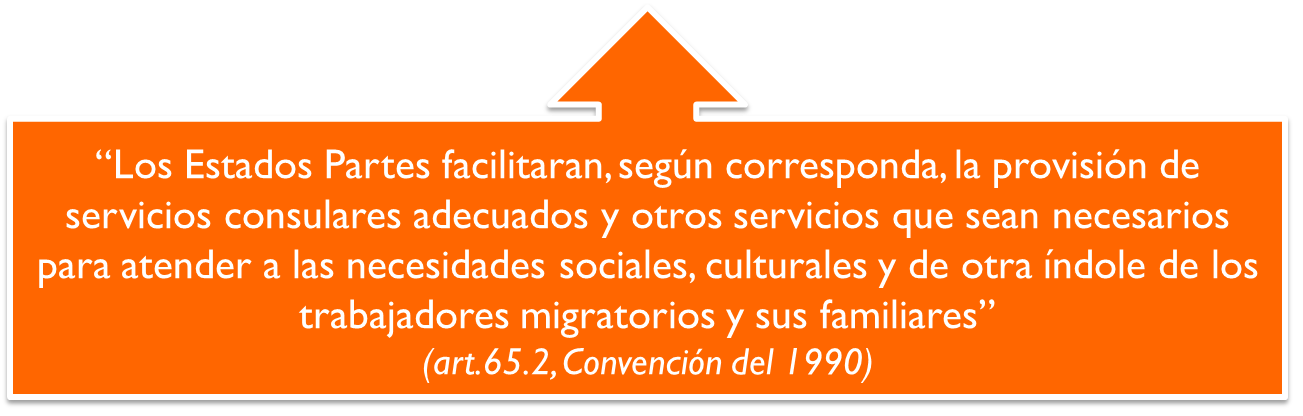 “Los Estados Partes facilitaran, según corresponda, la provisión de
servicios consulares adecuados y otros servicios que sean necesarios
para atender a las necesidades sociales, culturales y de otra índole de los
trabajadores migratorios y sus familiares”
(art.65.2, Convención del 1990)